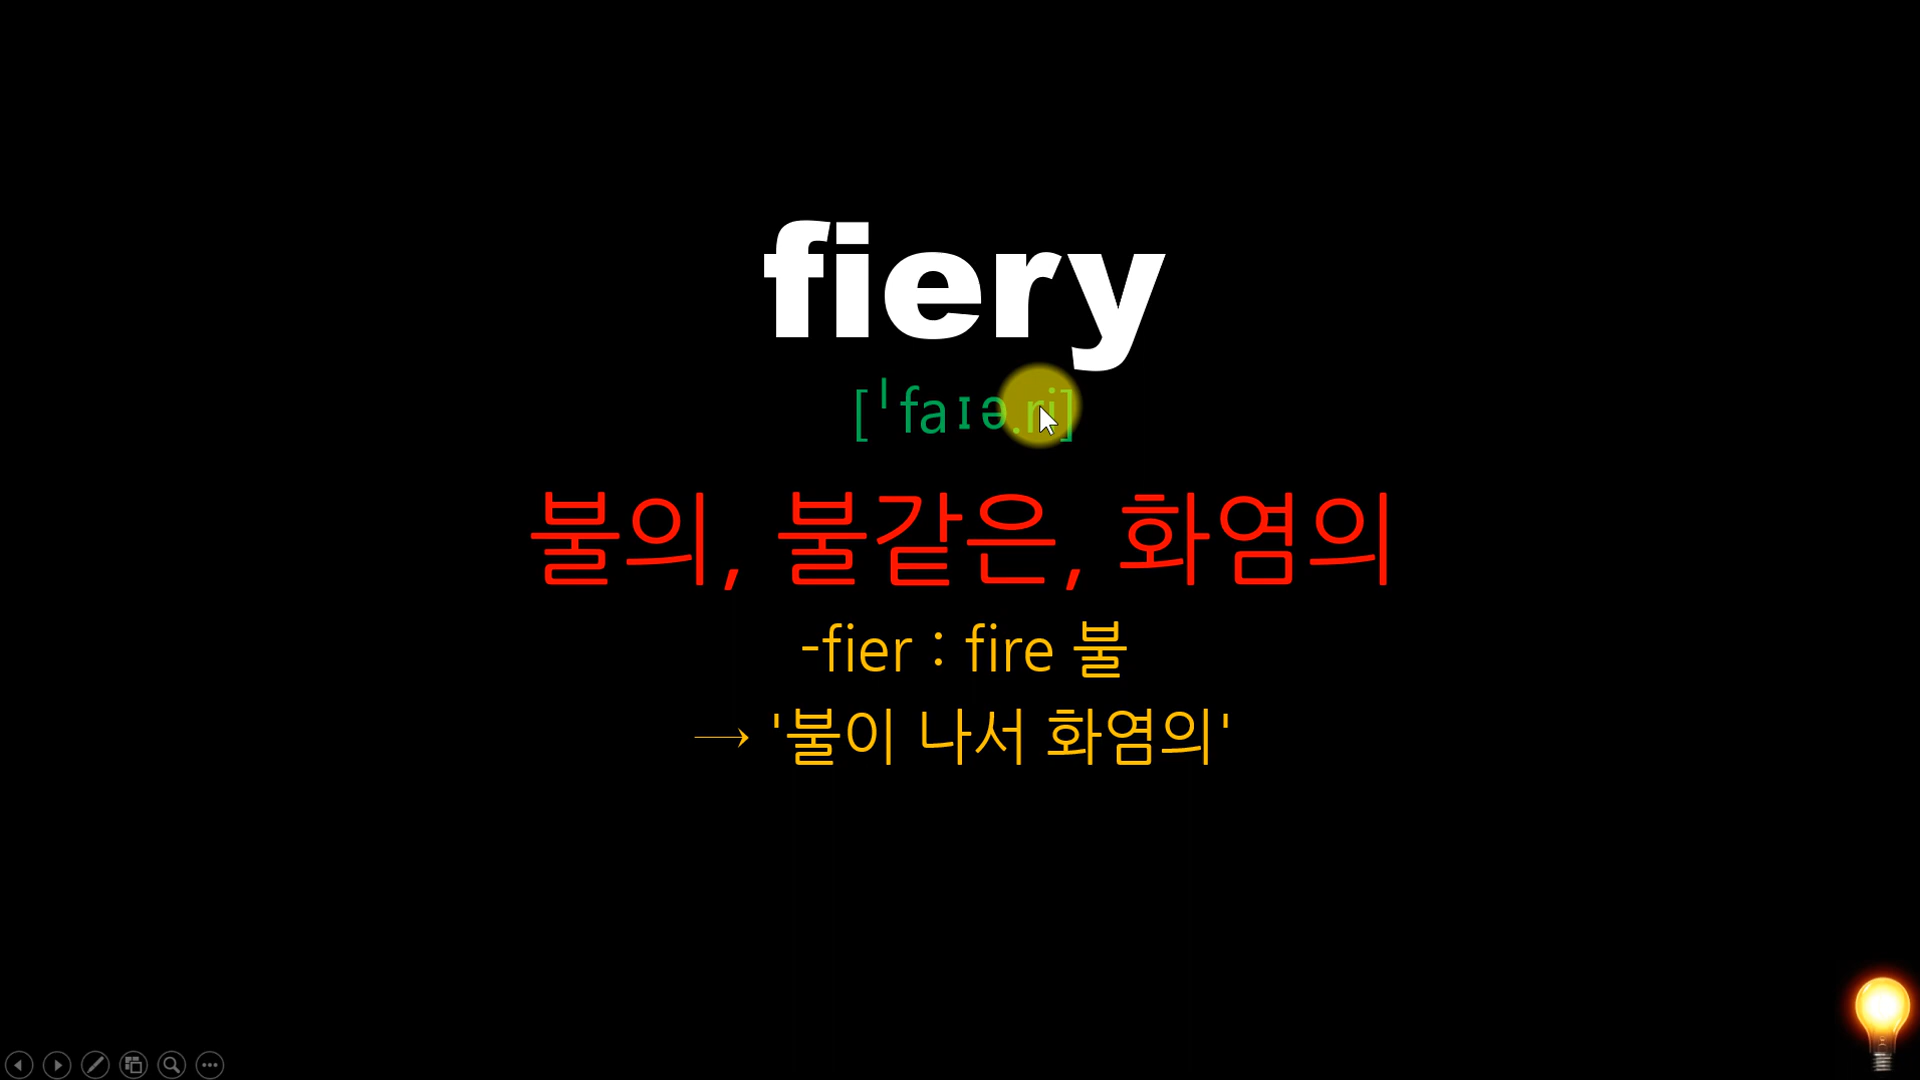 fiery
[ˈfaɪə.ri]
불의, 불같은, 화염의
-fier : fire 불
→ '불이 나서 화염의'